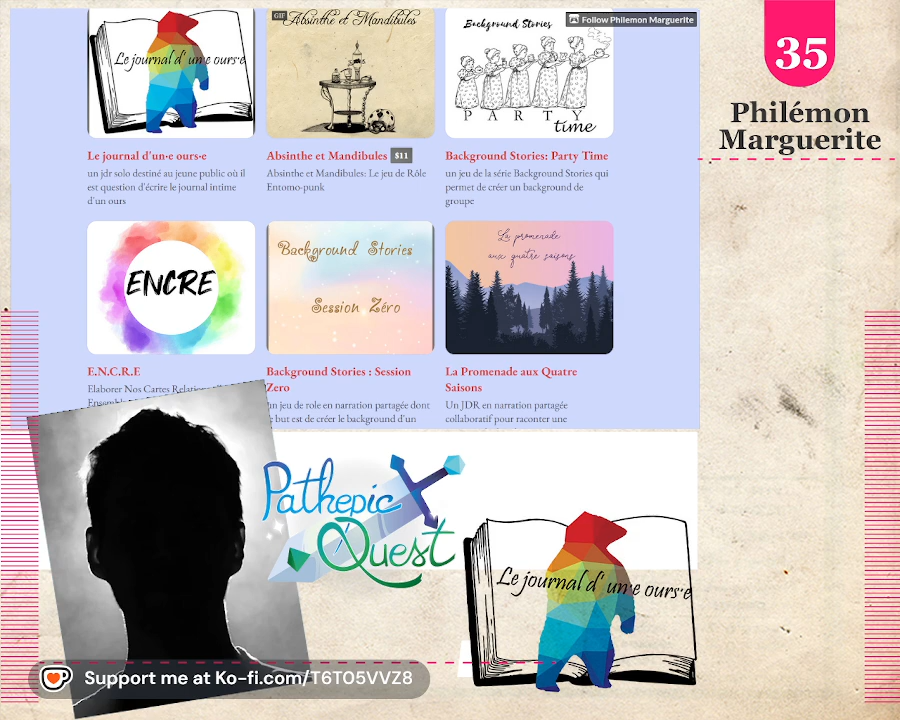 35
Philémon
Marguerite
Follow Philemon Marguerite
Le journal d'un·e ours·e
GIF
Absinthe et Mandibules
Background Stories
P A R T Y
time
Le journal d'un·e ours·e
un jdr solo destiné au jeune public où il
est question d'écrire le journal intime
d'un ours
Absinthe et Mandibules $11
Absinthe et Mandibules: Le jeu de Rôle
Entomo-punk
Background Stories: Party Time
un jeu de la série Background Stories qui
permet de créer un background de
groupe
ENCRE
Background Stories
Session Zéro
La promenade
aux quatre saisons
E.N.C.R.E
Elaborer Nos Cartes
Background Stories : Session
Zero
un jeu de role en narration partagée dont
le but est de créer le background d'un
La Promenade aux Quatre
Saisons
Un JDR en narration partagée
collaboratif pour raconter une
Pathepic
Quest
Le journal d'un·e ours·e
Support me at Ko-fi.com/T6T05VVZ8